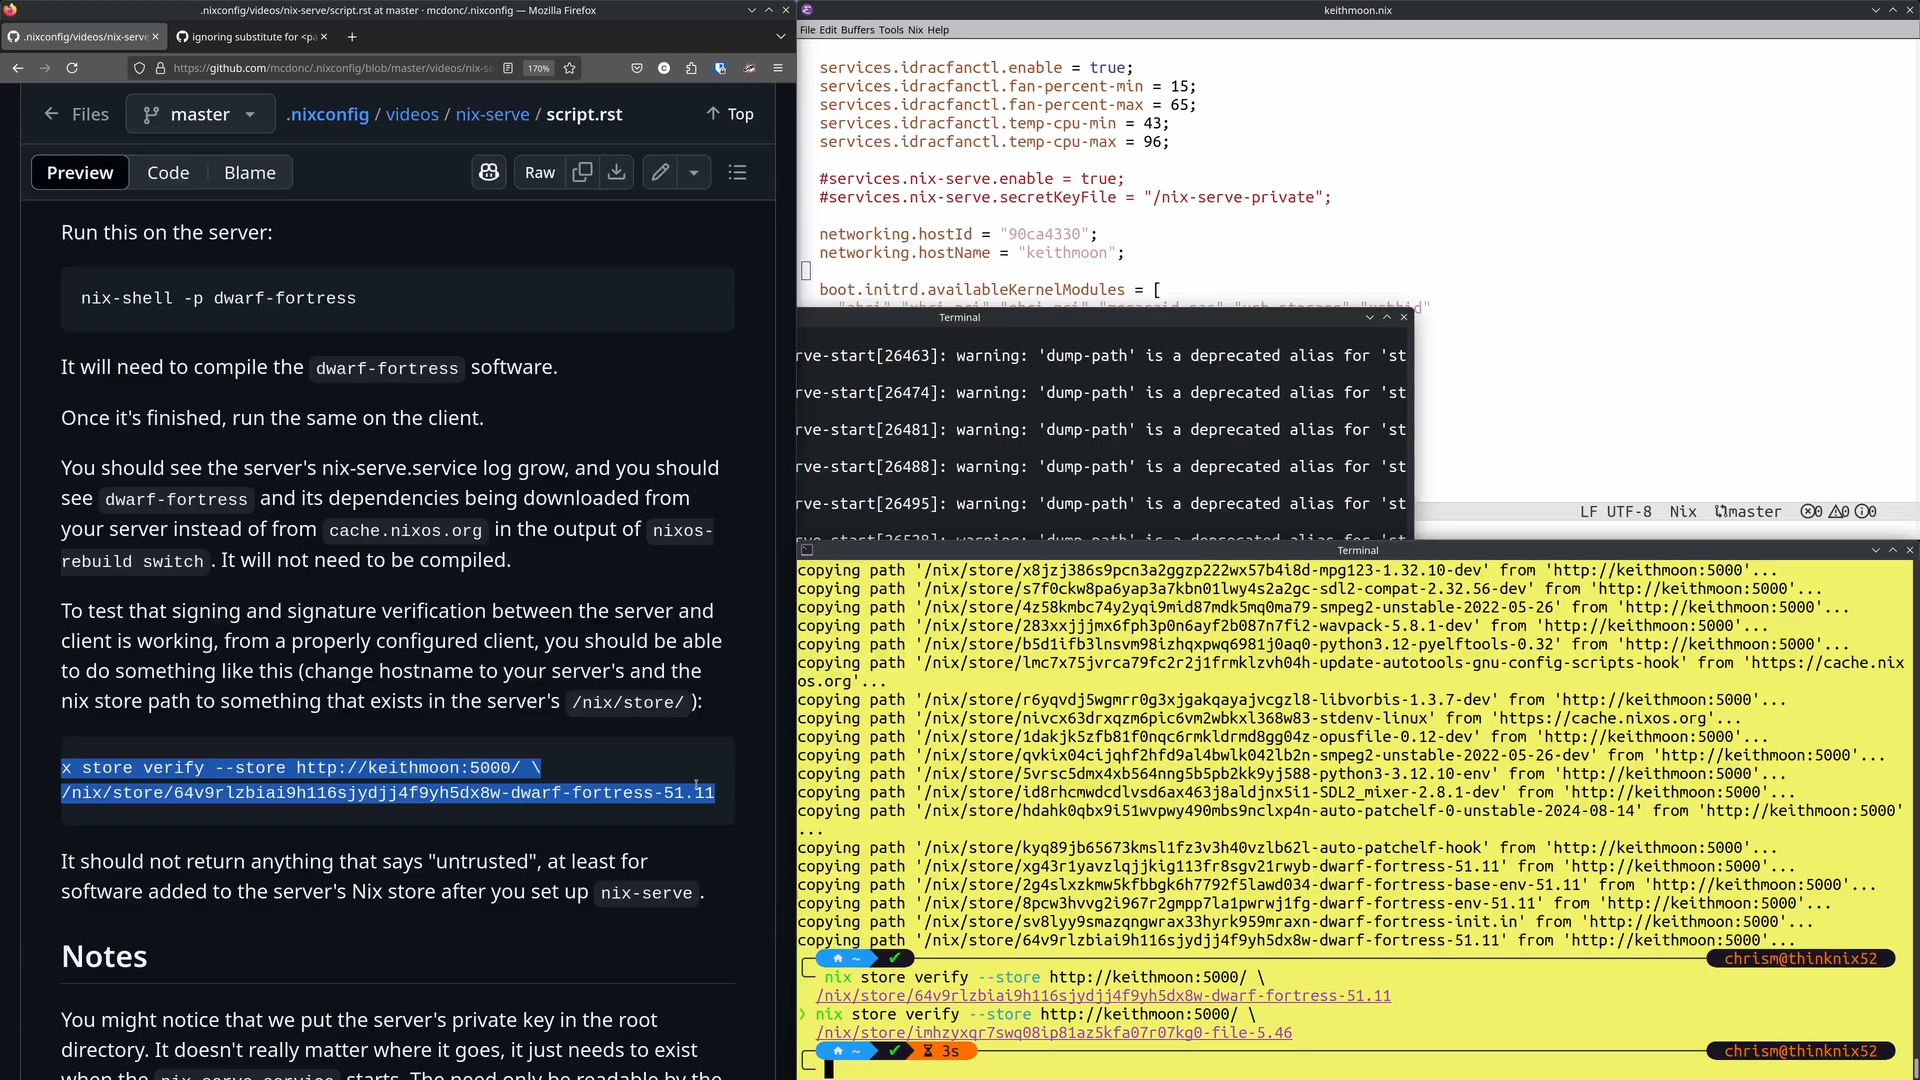 .nixconfig/videos/nix-serve/script.rst at master · mcdonc/.nixconfig — Mozilla Firefox
.nixconfig/videos/nix-serv
ignoring substitute for <pa
https://github.com/mcdonc/.nixconfig/blob/master/videos/nix-se
170%
Files
master
.nixconfig / videos / nix-serve / script.rst
Top
Preview
Code
Blame
Raw
Run this on the server:
nix-shell -p dwarf-fortress
It will need to compile the dwarf-fortress software.
Once it's finished, run the same on the client.
You should see the server's nix-serve.service log grow, and you should
see dwarf-fortress and its dependencies being downloaded from
your server instead of from cache.nixos.org in the output of nixos-
rebuild switch . It will not need to be compiled.
To test that signing and signature verification between the server and
client is working, from a properly configured client, you should be able
to do something like this (change hostname to your server's and the
nix store path to something that exists in the server's /nix/store/ ):
x store verify --store http://keithmoon:5000/ \
/nix/store/64v9rlzbiai9h116sjydjj4f9yh5dx8w-dwarf-fortress-51.11
It should not return anything that says "untrusted", at least for
software added to the server's Nix store after you set up nix-serve .
Notes
You might notice that we put the server's private key in the root
directory. It doesn't really matter where it goes, it just needs to exist
when the nix-serve-service starts. The need only be readable by the
keithmoon.nix
File Edit Buffers Tools Nix Help
services.idracfanctl.enable = true;
services.idracfanctl.fan-percent-min = 15;
services.idracfanctl.fan-percent-max = 65;
services.idracfanctl.temp-cpu-min = 43;
services.idracfanctl.temp-cpu-max = 96;
#services.nix-serve.enable = true;
#services.nix-serve.secretKeyFile = "/nix-serve-private";
networking.hostId = "90ca4330";
networking.hostName = "keithmoon";
boot.initrd.availableKernelModules = [
LF UTF-8 Nix master 0 0 0
Terminal
rve-start[26463]: warning: 'dump-path' is a deprecated alias for 'st
rve-start[26474]: warning: 'dump-path' is a deprecated alias for 'st
rve-start[26481]: warning: 'dump-path' is a deprecated alias for 'st
rve-start[26488]: warning: 'dump-path' is a deprecated alias for 'st
rve-start[26495]: warning: 'dump-path' is a deprecated alias for 'st
Terminal
copying path '/nix/store/x8jzj386s9pcn3a2ggzp222wx57b4i8d-mpg123-1.32.10-dev' from 'http://keithmoon:5000'...
copying path '/nix/store/s7f0ckw8pa6yap3a7kbn01lwy4s2a2gc-sdl2-compat-2.32.56-dev' from 'http://keithmoon:5000'...
copying path '/nix/store/4z58kmbc74y2yqi9mid87mdk5mq0ma79-smpeg2-unstable-2022-05-26' from 'http://keithmoon:5000'...
copying path '/nix/store/283xxjjjmx6fph3p0n6ayf2b087n7fi2-wavpack-5.8.1-dev' from 'http://keithmoon:5000'...
copying path '/nix/store/b5d1ifb3lnsvm98izhqxpwq6981j0aq0-python3.12-pyelftools-0.32' from 'http://keithmoon:5000'...
copying path '/nix/store/lmc7x75jvrca79fc2r2j1frmklzvh04h-update-autotools-gnu-config-scripts-hook' from 'https://cache.nix
os.org'...
copying path '/nix/store/r6yqvdj5wgmrr0g3xjgakqayajvcgzl8-libvorbis-1.3.7-dev' from 'http://keithmoon:5000'...
copying path '/nix/store/nivcx63drxqzm6pic6vm2wbkxl368w83-stdenv-linux' from 'https://cache.nixos.org'...
copying path '/nix/store/1dakjk5zfb81f0nqc6rmkldrmd8gg04z-opusfile-0.12-dev' from 'http://keithmoon:5000'...
copying path '/nix/store/qvkix04cijqhf2hfd9al4bwlk042lb2n-smpeg2-unstable-2022-05-26-dev' from 'http://keithmoon:5000'...
copying path '/nix/store/5vrsc5dmx4xb564nng5b5pb2kk9yj588-python3-3.12.10-env' from 'http://keithmoon:5000'...
copying path '/nix/store/id8rhcmwdcdlvsd6ax463j8aldjnx5i1-SDL2_mixer-2.8.1-dev' from 'http://keithmoon:5000'...
copying path '/nix/store/hdahk0qbx9i51wvpwy490mbs9nclxp4n-auto-patchelf-0-unstable-2024-08-14' from 'http://keithmoon:5000'
...
copying path '/nix/store/kyq89jb65673kmsl1fz3v3h40vzlb62l-auto-patchelf-hook' from 'http://keithmoon:5000'...
copying path '/nix/store/xg43r1yavzlqjjkig113fr8sgv21rwyb-dwarf-fortress-51.11' from 'http://keithmoon:5000'...
copying path '/nix/store/2g4slxzkmw5kfbbgk6h7792f5lawd034-dwarf-fortress-base-env-51.11' from 'http://keithmoon:5000'...
copying path '/nix/store/8pcw3hvvg2i967r2gmpp7la1pwrwj1fg-dwarf-fortress-env-51.11' from 'http://keithmoon:5000'...
copying path '/nix/store/sv8lyy9smazqngwrax33hyrk959mraxn-dwarf-fortress-init.in' from 'http://keithmoon:5000'...
copying path '/nix/store/64v9rlzbiai9h116sjydjj4f9yh5dx8w-dwarf-fortress-51.11' from 'http://keithmoon:5000'...
~ ✔ chrism@thinknix52
nix store verify --store http://keithmoon:5000/ \
/nix/store/64v9rlzbiai9h116sjydjj4f9yh5dx8w-dwarf-fortress-51.11
❯ nix store verify --store http://keithmoon:5000/ \
/nix/store/imhzyxqr7swq08ip81az5kfa07r07kg0-file-5.46
~ ✔ 3s chrism@thinknix52